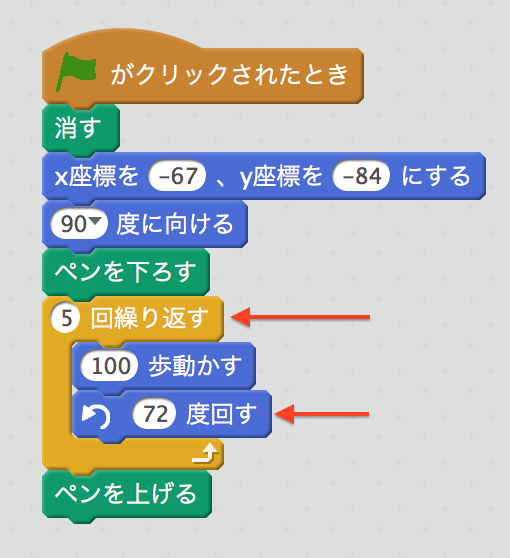 がクリックされたとき
消す
x座標を -67 、y座標を -84 にする
90 度に向ける
ペンを下ろす
5 回繰り返す
100 歩動かす
72 度回す
ペンを上げる